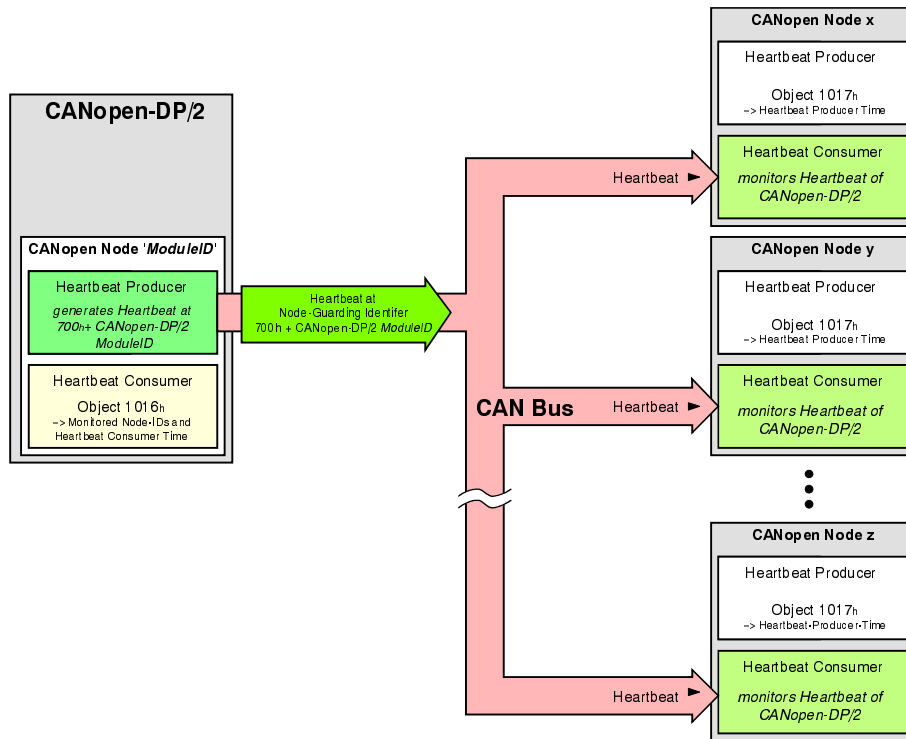 CANopen-DP/2
CANopen Node 'ModuleID'
Heartbeat Producer
generates Heartbeat at
700h+ CANopen-DP/2
ModuleID
Heartbeat Consumer
Object 1016h
–> Monitored Node-IDs and
Heartbeat Consumer Time
Heartbeat at
Node-Guarding Identifer
700h + CANopen-DP/2 ModuleID
CAN Bus
Heartbeat
CANopen Node x
Heartbeat Producer
Object 1017h
–> Heartbeat Producer Time
Heartbeat Consumer
monitors Heartbeat of
CANopen-DP/2
Heartbeat
CANopen Node y
Heartbeat Producer
Object 1017h
–> Heartbeat Producer Time
Heartbeat Consumer
monitors Heartbeat of
CANopen-DP/2
Heartbeat
CANopen Node z
Heartbeat Producer
Object 1017h
–> Heartbeat-Producer-Time
Heartbeat Consumer
monitors Heartbeat of
CANopen-DP/2